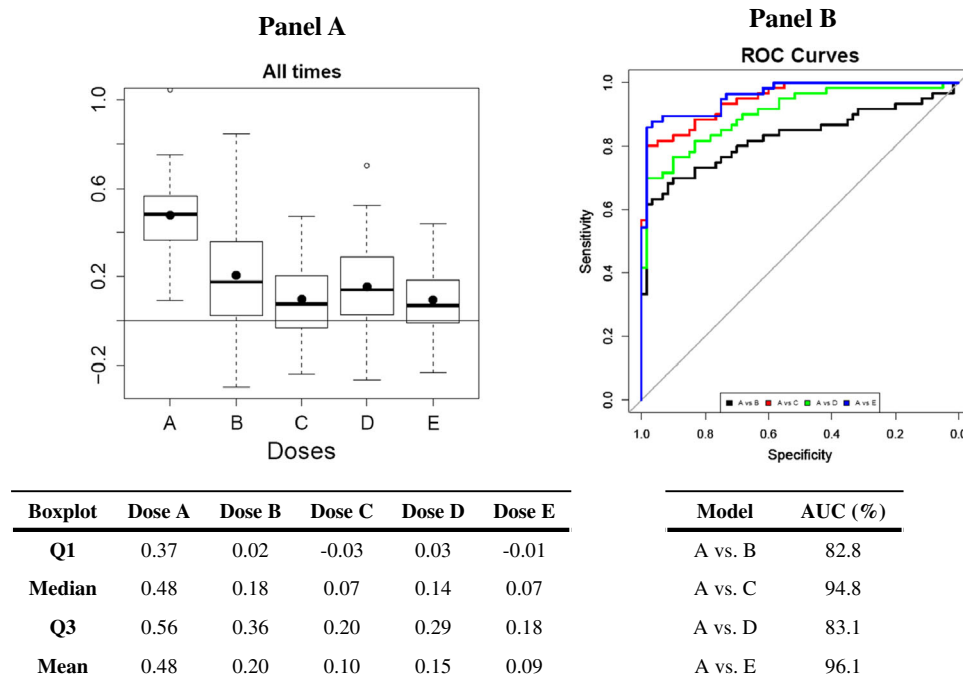 Panel A
All times
1.0
0.6
0.2
−0.2
A B C D E
Doses
Panel B
ROC Curves
Sensitivity
1.0
0.8
0.6
0.4
0.2
0.0
A vs B A vs C A vs D A vs E
1.0 0.8 0.6 0.4 0.2 0.0
Specificity
Boxplot Dose A Dose B Dose C Dose D Dose E
Q1 0.37 0.02 -0.03 0.03 -0.01
Median 0.48 0.18 0.07 0.14 0.07
Q3 0.56 0.36 0.20 0.29 0.18
Mean 0.48 0.20 0.10 0.15 0.09
Model AUC (%)
A vs. B 82.8
A vs. C 94.8
A vs. D 83.1
A vs. E 96.1